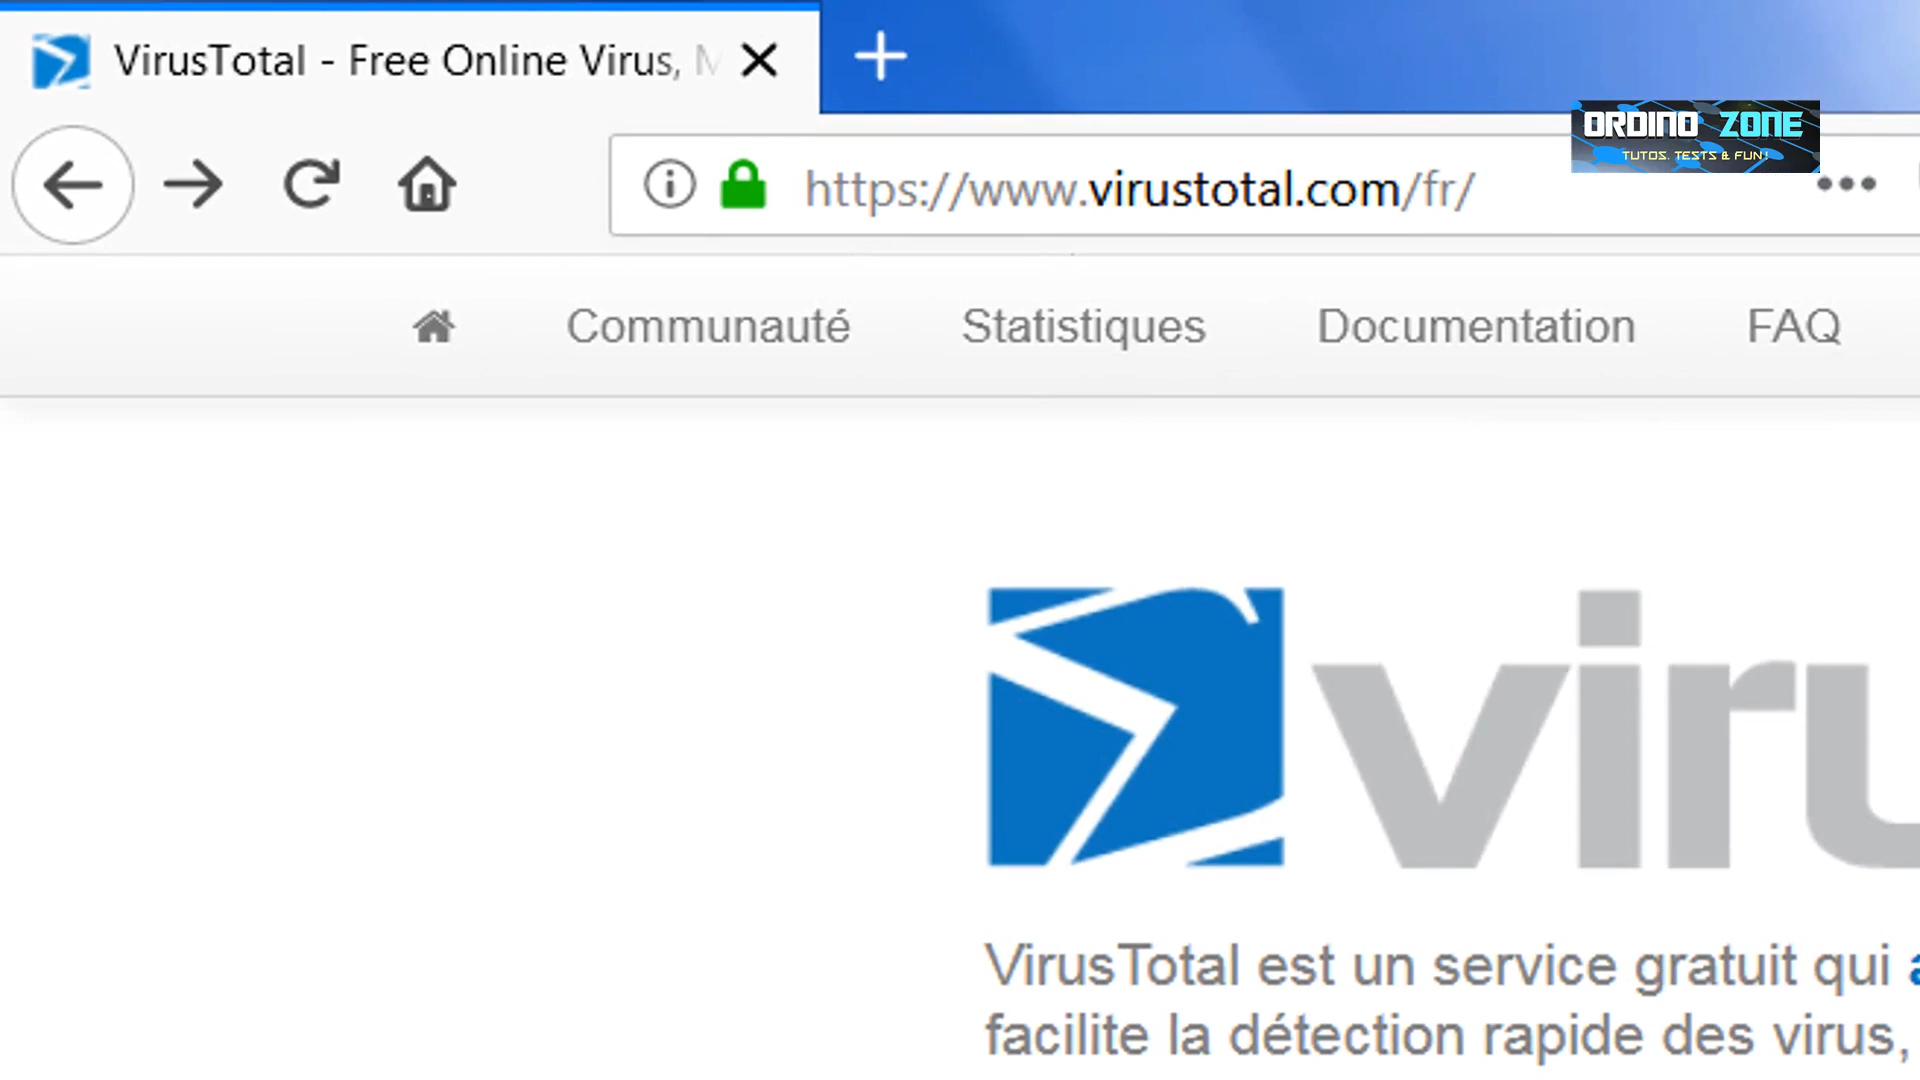 VirusTotal - Free Online Virus, M
ORDINO ZONE
TUTOS, TESTS & FUN!
https://www.virustotal.com/fr/
Communauté Statistiques Documentation FAQ
viru
VirusTotal est un service gratuit qui a
facilite la détection rapide des virus,